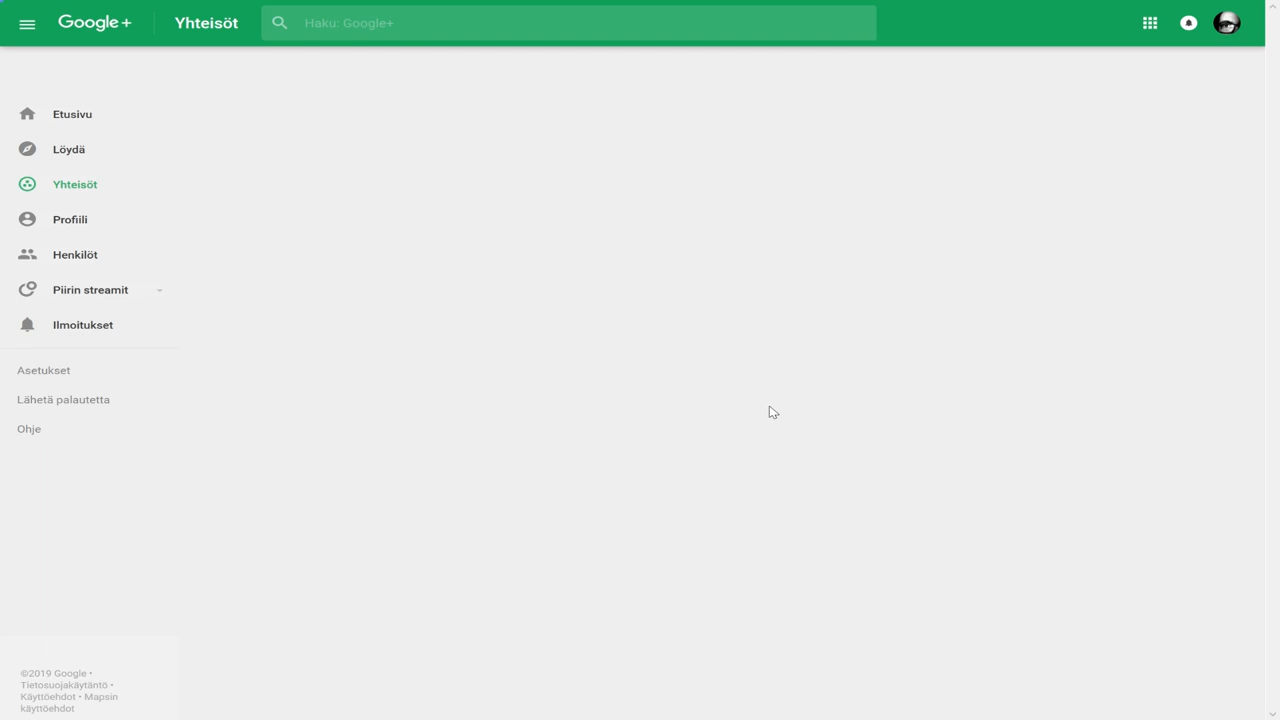 Google+ Yhteisöt Haku: Google+
Etusivu
Löydä
Yhteisöt
Profiili
Henkilöt
Piirin streamit
Ilmoitukset
Asetukset
Lähetä palautetta
Ohje
©2019 Google •
Tietosuojakäytäntö •
Käyttöehdot • Mapsin
käyttöehdot